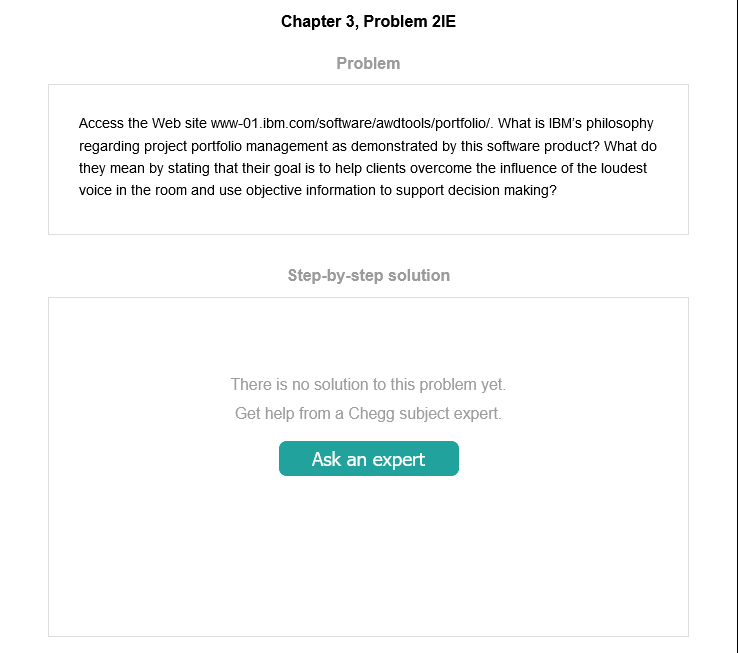 Chapter 3, Problem 2IE
Problem
Access the Web site www-01.ibm.com/software/awdtools/portfolio/. What is IBM's philosophy
regarding project portfolio management as demonstrated by this software product? What do
they mean by stating that their goal is to help clients overcome the influence of the loudest
voice in the room and use objective information to support decision making?
Step-by-step solution
There is no solution to this problem yet.
Get help from a Chegg subject expert.
Ask an expert